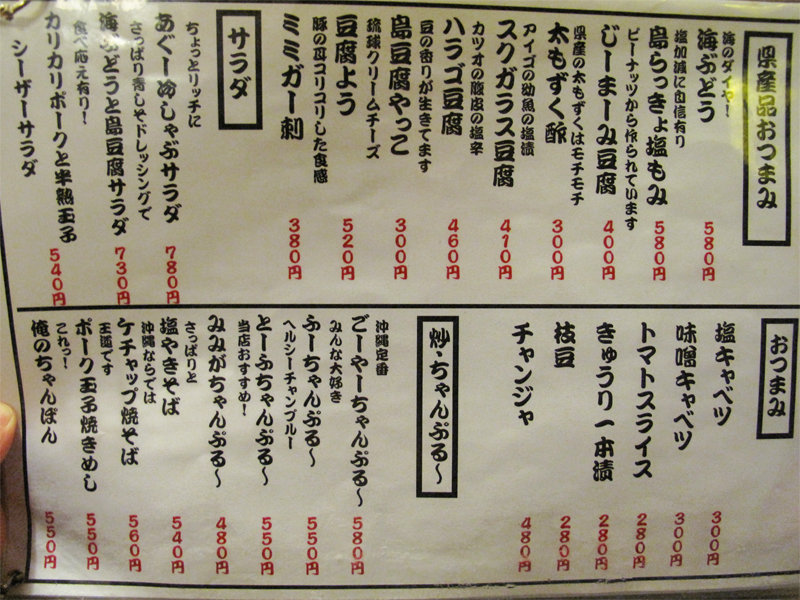 県産品おつまみ
海のダイヤ！
海ぶどう
580円
塩加減に自信有り
島らっきょ塩もみ
580円
ピーナッツから作られています
じーまーみ豆腐
400円
県産の太もずくはモチモチ
太もずく酢
300円
アイゴの幼魚の塩漬
スクガラス豆腐
410円
カツオの腹皮の塩辛
ハラゴ豆腐
460円
豆の香りが生きてます
島豆腐やっこ
300円
琉球クリームチーズ
豆腐よう
520円
豚の耳コリコリした食感
ミミガー刺
380円
サラダ
ちょっとリッチに
あぐー冷しゃぶサラダ
780円
さっぱり青しそドレッシングで
海ぶどうと島豆腐サラダ
730円
食べ応え有り！
カリカリポークと半熟玉子
シーザーサラダ
540円
おつまみ
塩キャベツ
300円
味噌キャベツ
300円
トマトスライス
280円
きゅうり一本漬
280円
枝豆
280円
チャンジャ
480円
炒・ちゃんぷる〜
沖縄定番
ごーやーちゃんぷる〜
580円
みんな大好き
ふーちゃんぷる〜
550円
ヘルシーチャンプルー
とーふちゃんぷる〜
550円
当店おすすめ！
みみがちゃんぷる〜
480円
さっぱりと
塩やきそば
540円
沖縄ならでは
ケチャップ焼そば
560円
王道です
ポーク玉子焼きめし
550円
これっ！
俺のちゃんぽん
550円